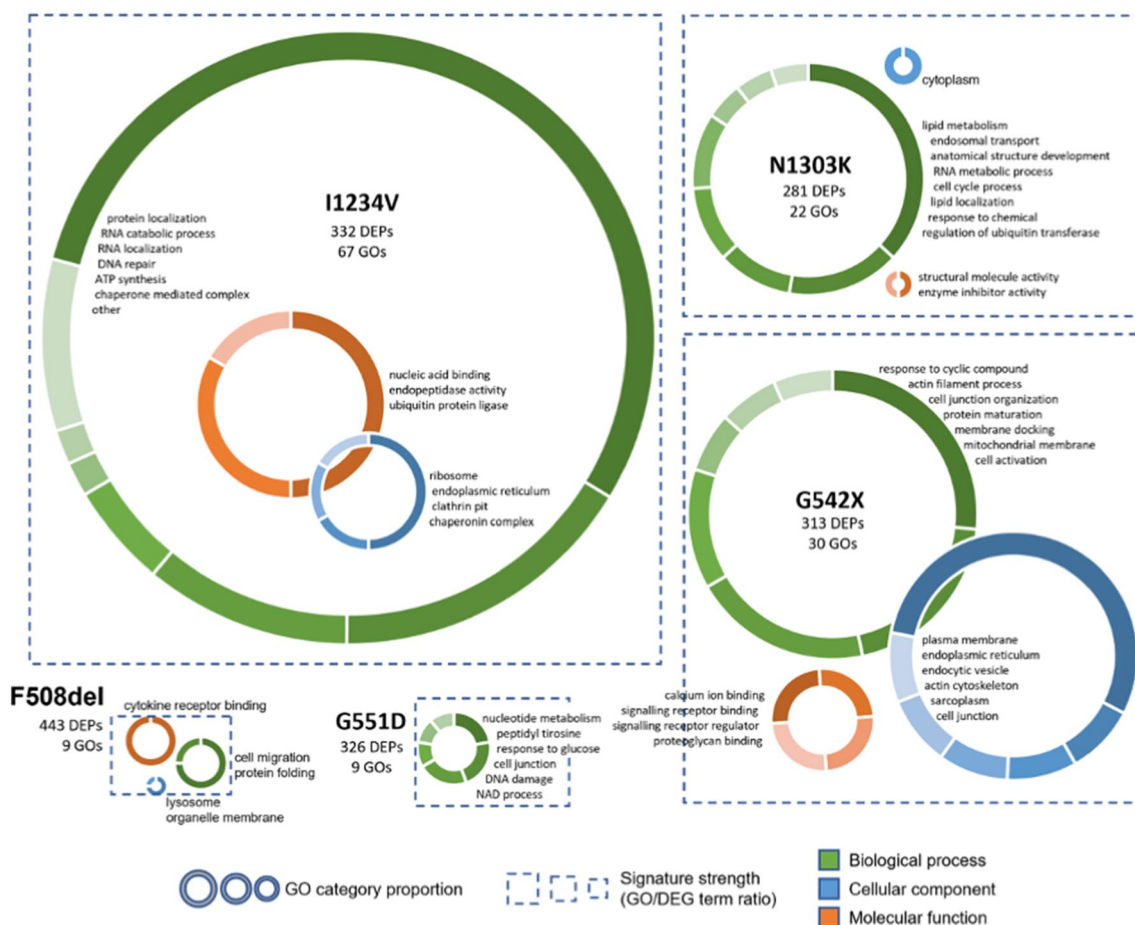 I1234V
332 DEPs
67 GOs
protein localization
RNA catabolic process
RNA localization
DNA repair
ATP synthesis
chaperone mediated complex
other
nucleic acid binding
endopeptidase activity
ubiquitin protein ligase
ribosome
endoplasmic reticulum
clathrin pit
chaperonin complex
cytoplasm
N1303K
281 DEPs
22 GOs
lipid metabolism
endosomal transport
anatomical structure development
RNA metabolic process
cell cycle process
lipid localization
response to chemical
regulation of ubiquitin transferase
structural molecule activity
enzyme inhibitor activity
response to cyclic compound
actin filament process
cell junction organization
protein maturation
membrane docking
mitochondrial membrane
cell activation
G542X
313 DEPs
30 GOs
plasma membrane
endoplasmic reticulum
endocytic vesicle
actin cytoskeleton
sarcoplasm
cell junction
calcium ion binding
signalling receptor binding
signalling receptor regulator
proteoglycan binding
F508del
443 DEPs
9 GOs
cytokine receptor binding
cell migration
protein folding
lysosome
organelle membrane
G551D
326 DEPs
9 GOs
nucleotide metabolism
peptidyl tirosine
response to glucose
cell junction
DNA damage
NAD process
GO category proportion
Signature strength
(GO/DEG term ratio)
Biological process
Cellular component
Molecular function